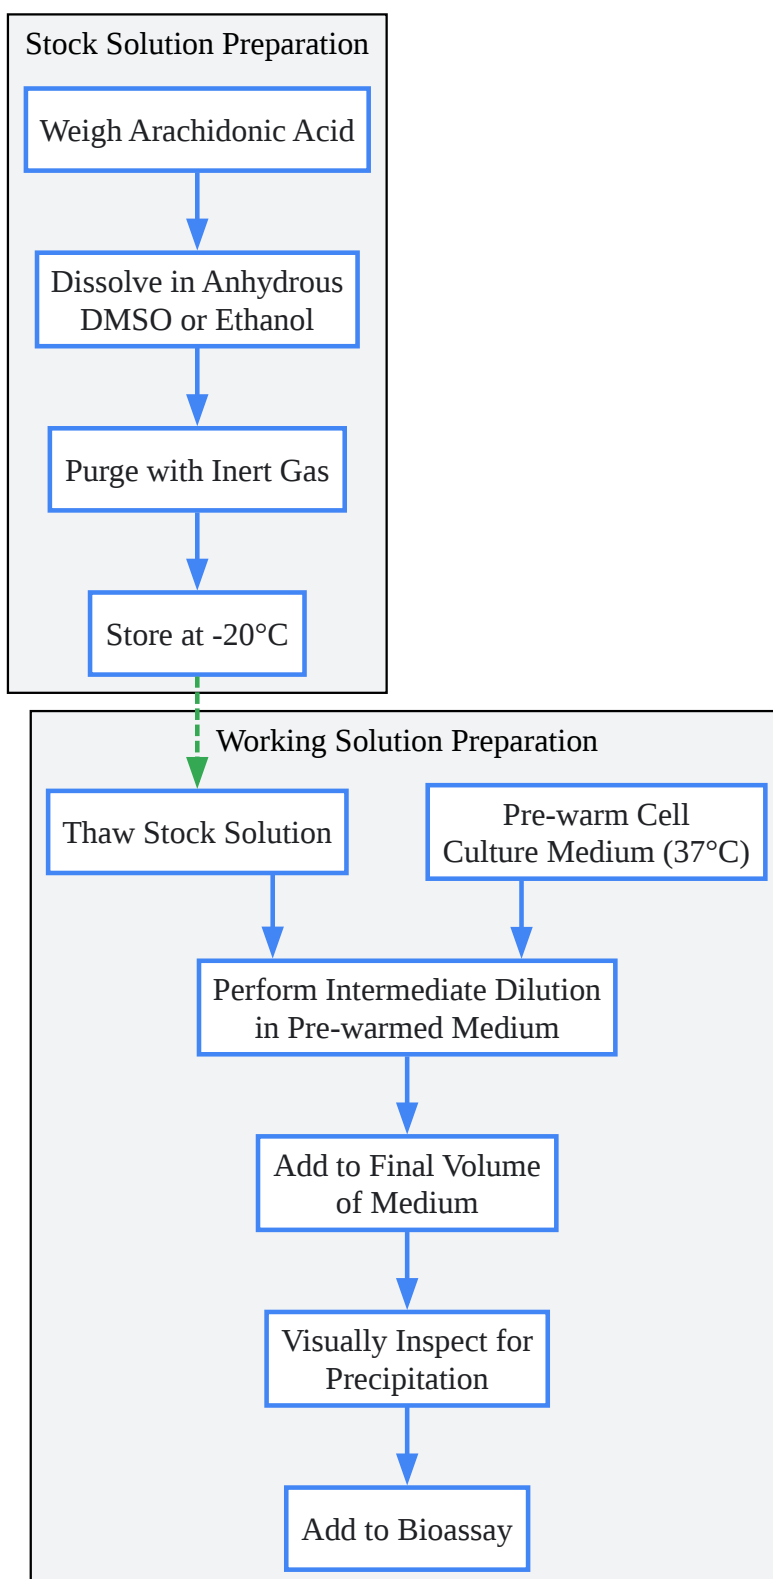 Stock Solution Preparation
Weigh Arachidonic Acid
Dissolve in Anhydrous
DMSO or Ethanol
Purge with Inert Gas
Store at -20°C
Working Solution Preparation
Thaw Stock Solution
Pre-warm Cell
Culture Medium (37°C)
Perform Intermediate Dilution
in Pre-warmed Medium
Add to Final Volume
of Medium
Visually Inspect for
Precipitation
Add to Bioassay